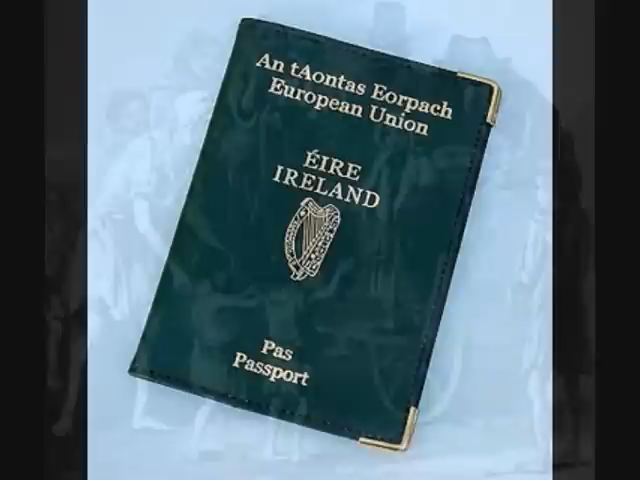 An tAontas Eorpach
European Union
ÉIRE
IRELAND
Pas
Passport